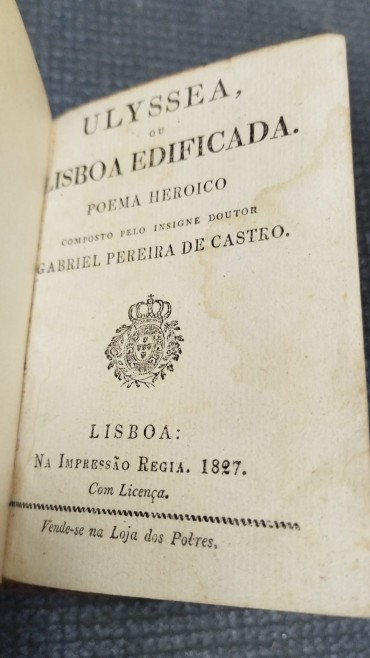 ULYSSEA,
OU
LISBOA EDIFICADA.
POEMA HEROICO
COMPOSTO PELO INSIGNE DOUTOR
GABRIEL PEREIRA DE CASTRO.
LISBOA:
NA IMPRESSÃO REGIA. 1827.
Com Licença.
Vende-se na Loja dos Pobres.